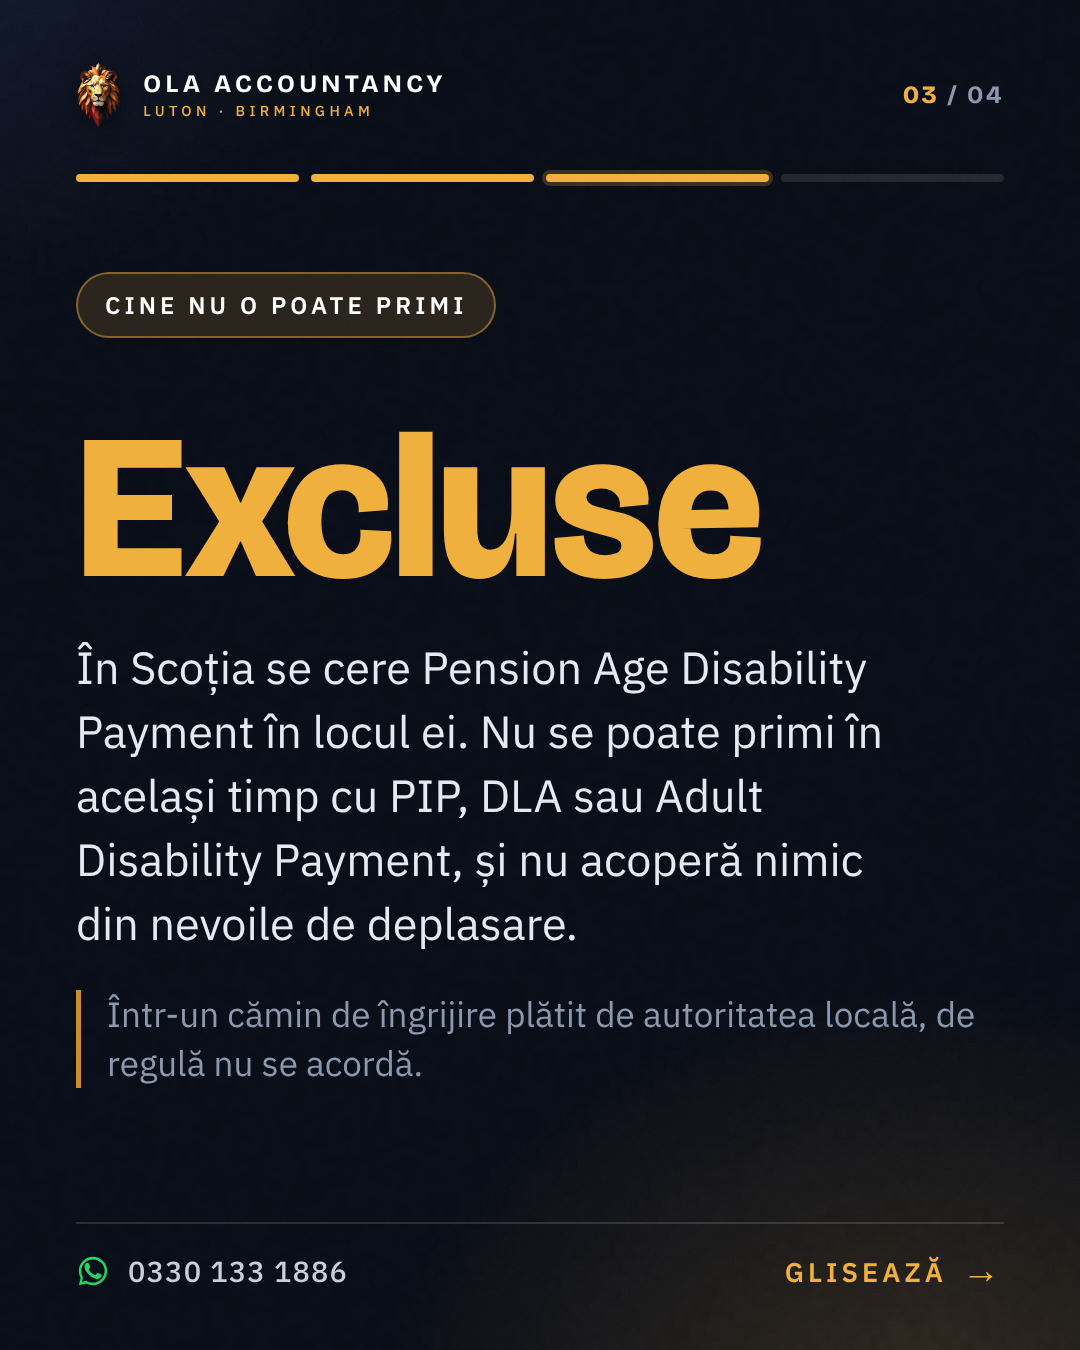 OLA ACCOUNTANCY
LUTON · BIRMINGHAM
03 / 04
CINE NU O POATE PRIMI
Excluse
În Scoția se cere Pension Age Disability
Payment în locul ei. Nu se poate primi în
același timp cu PIP, DLA sau Adult
Disability Payment, și nu acoperă nimic
din nevoile de deplasare.
Într-un cămin de îngrijire plătit de autoritatea locală, de
regulă nu se acordă.
0330 133 1886
GLISEAZĂ →